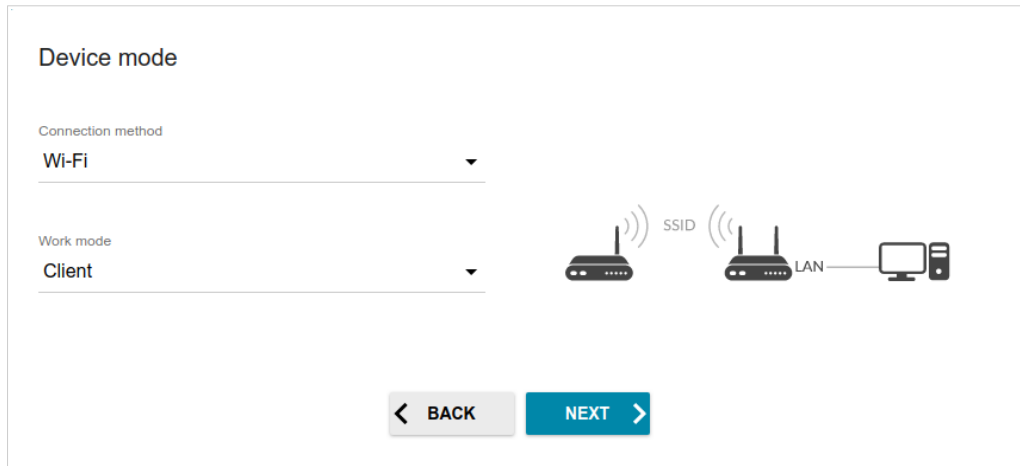 Device mode
Connection method
Wi-Fi
Work mode
Client
SSID
LAN
BACK
NEXT